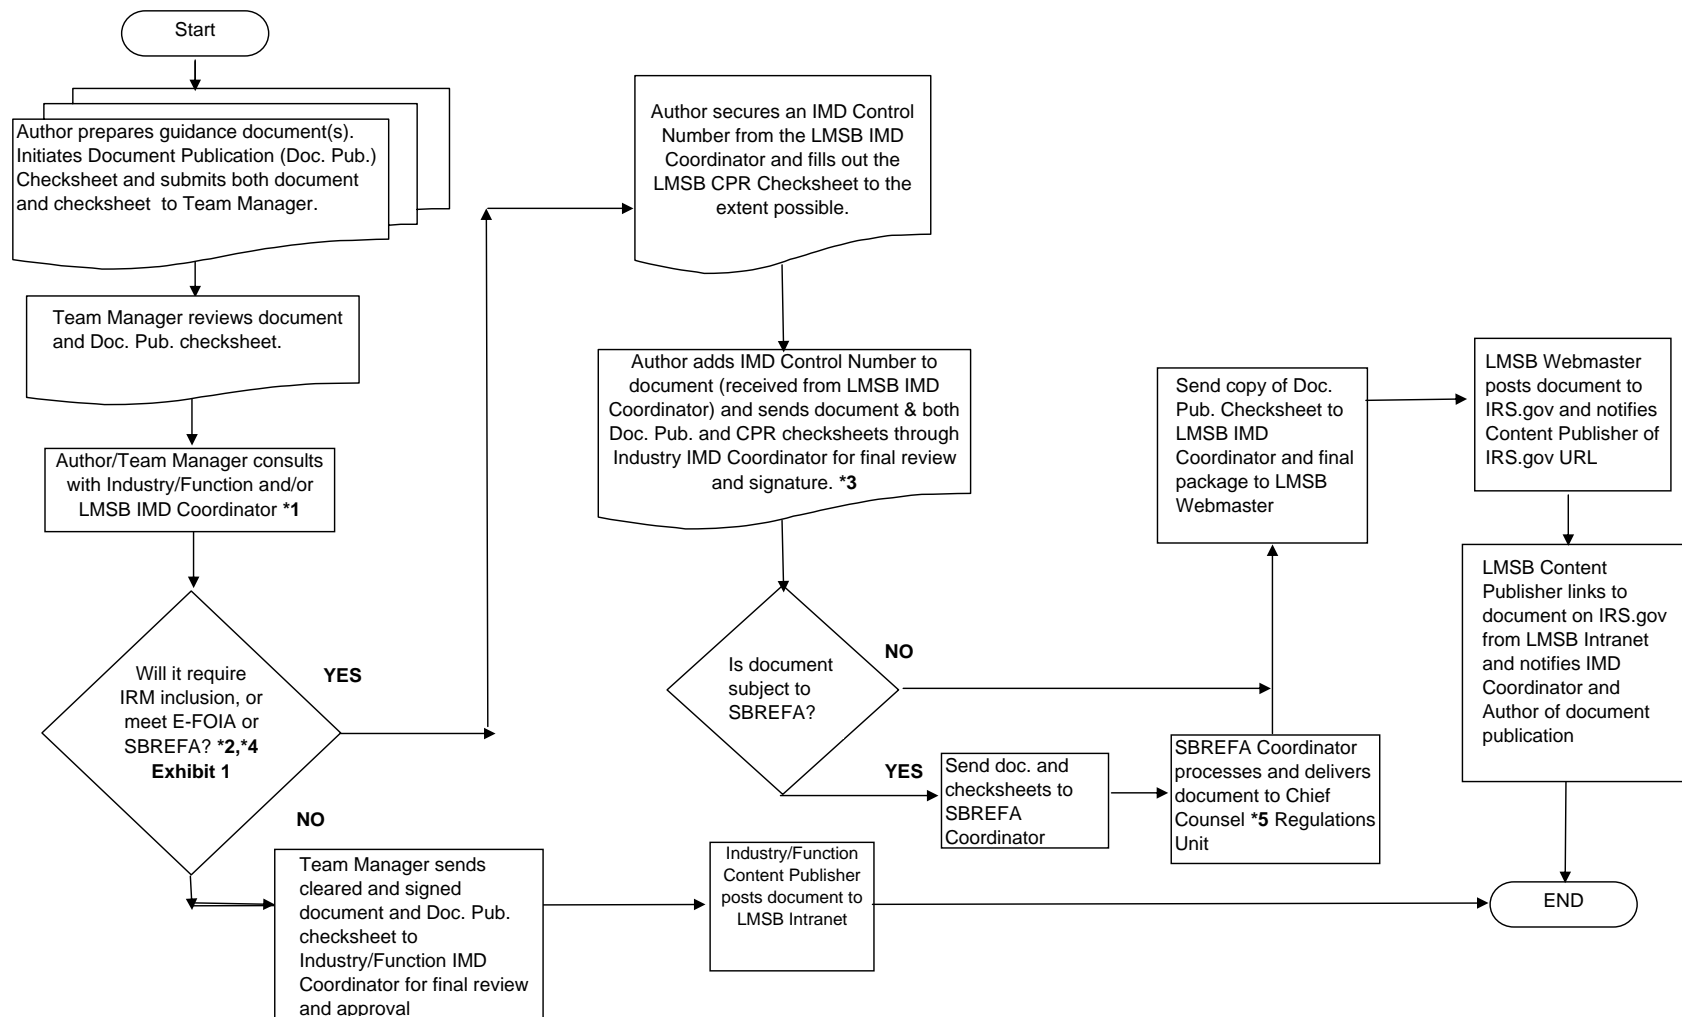 Start
Author prepares guidance document(s).
Initiates Document Publication (Doc. Pub.)
Checksheet and submits both document
and checksheet  to Team Manager.
Team Manager reviews document
and Doc. Pub. checksheet.
Author/Team Manager consults
with Industry/Function and/or
LMSB IMD Coordinator *1
Will it require
IRM inclusion, or
meet E-FOIA or
SBREFA? *2,*4
Exhibit 1
YES
NO
Team Manager sends
cleared and signed
document and Doc. Pub.
checksheet to
Industry/Function IMD
Coordinator for final review
and approval
Industry/Function
Content Publisher
posts document to
LMSB Intranet
Author secures an IMD Control
Number from the LMSB IMD
Coordinator and fills out the
LMSB CPR Checksheet to the
extent possible.
Author adds IMD Control Number to
document (received from LMSB IMD
Coordinator) and sends document & both
Doc. Pub. and CPR checksheets through
Industry IMD Coordinator for final review
and signature. *3
Is document
subject to
SBREFA?
NO
YES
Send doc. and
checksheets to
SBREFA
Coordinator
SBREFA Coordinator
processes and delivers
document to Chief
Counsel *5 Regulations
Unit
Send copy of Doc.
Pub. Checksheet to
LMSB IMD
Coordinator and final
package to LMSB
Webmaster
LMSB Webmaster
posts document to
IRS.gov and notifies
Content Publisher of
IRS.gov URL
LMSB Content
Publisher links to
document on IRS.gov
from LMSB Intranet
and notifies IMD
Coordinator and
Author of document
publication
END